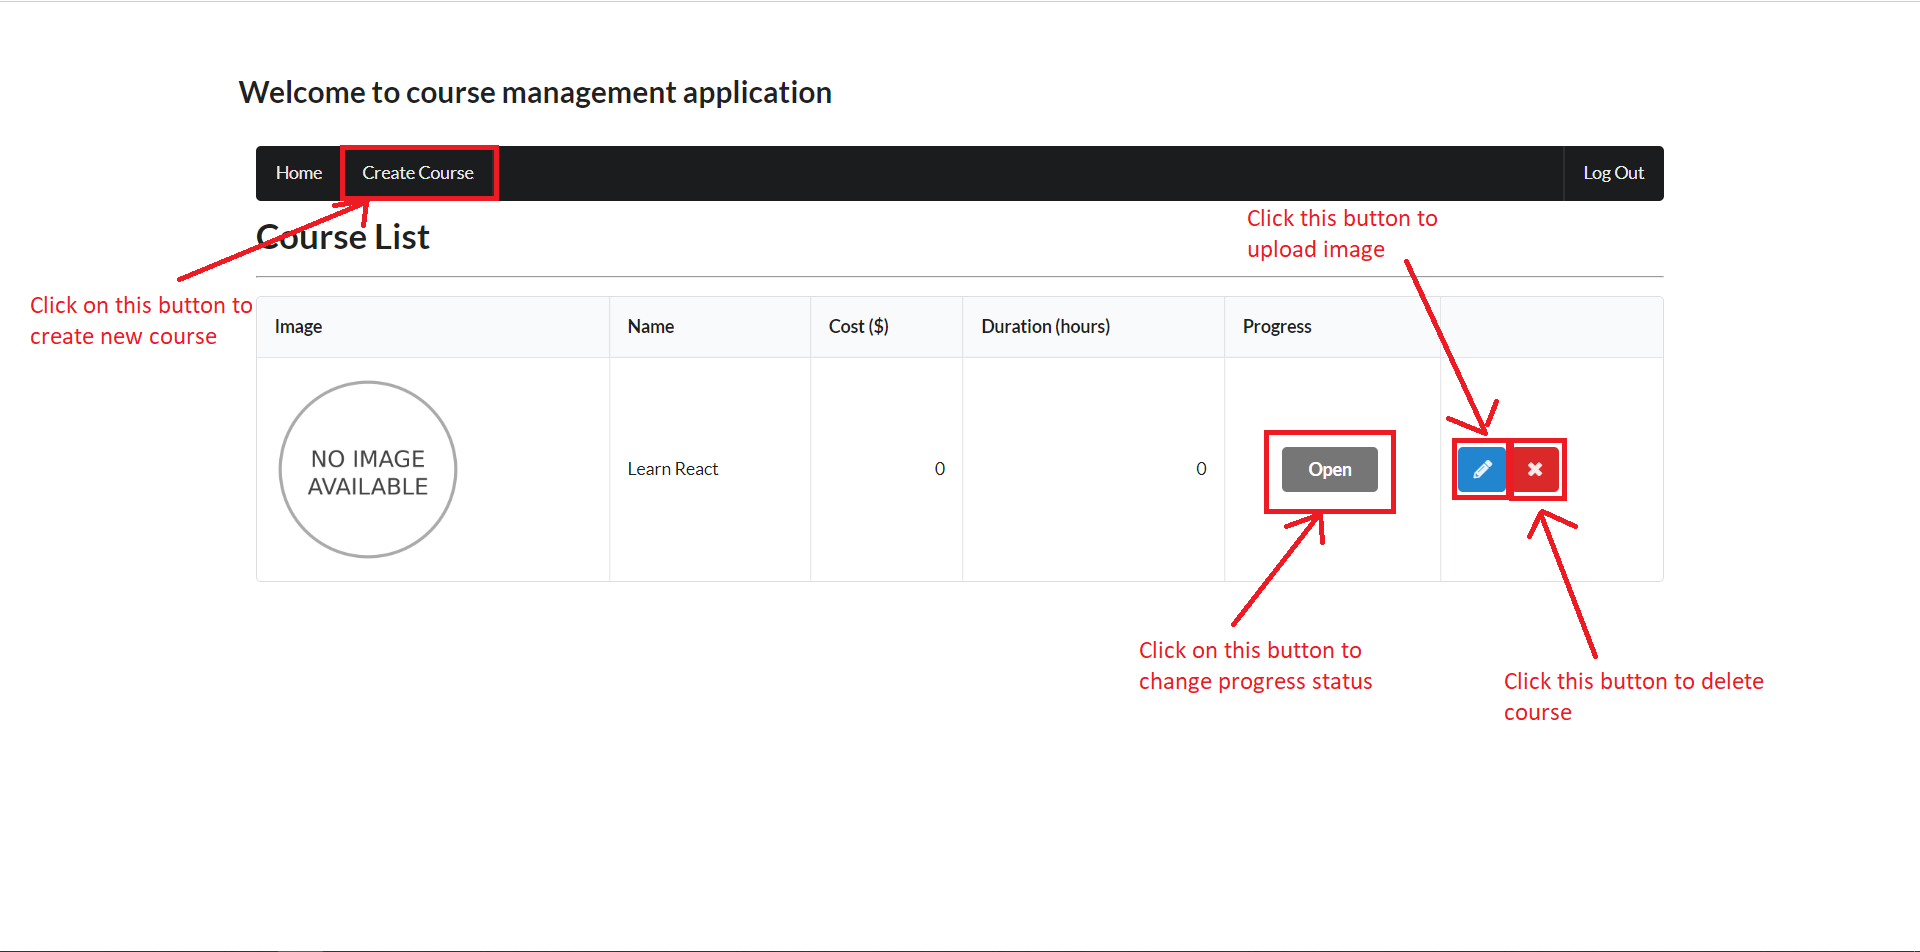 Welcome to course management application
Home
Create Course
Log Out
Click this button to
upload image
Course List
Click on this button to
create new course
Image
Name
Cost ($)
Duration (hours)
Progress
NO IMAGE
AVAILABLE
Learn React
0
0
Open
Click on this button to
change progress status
Click this button to delete
course